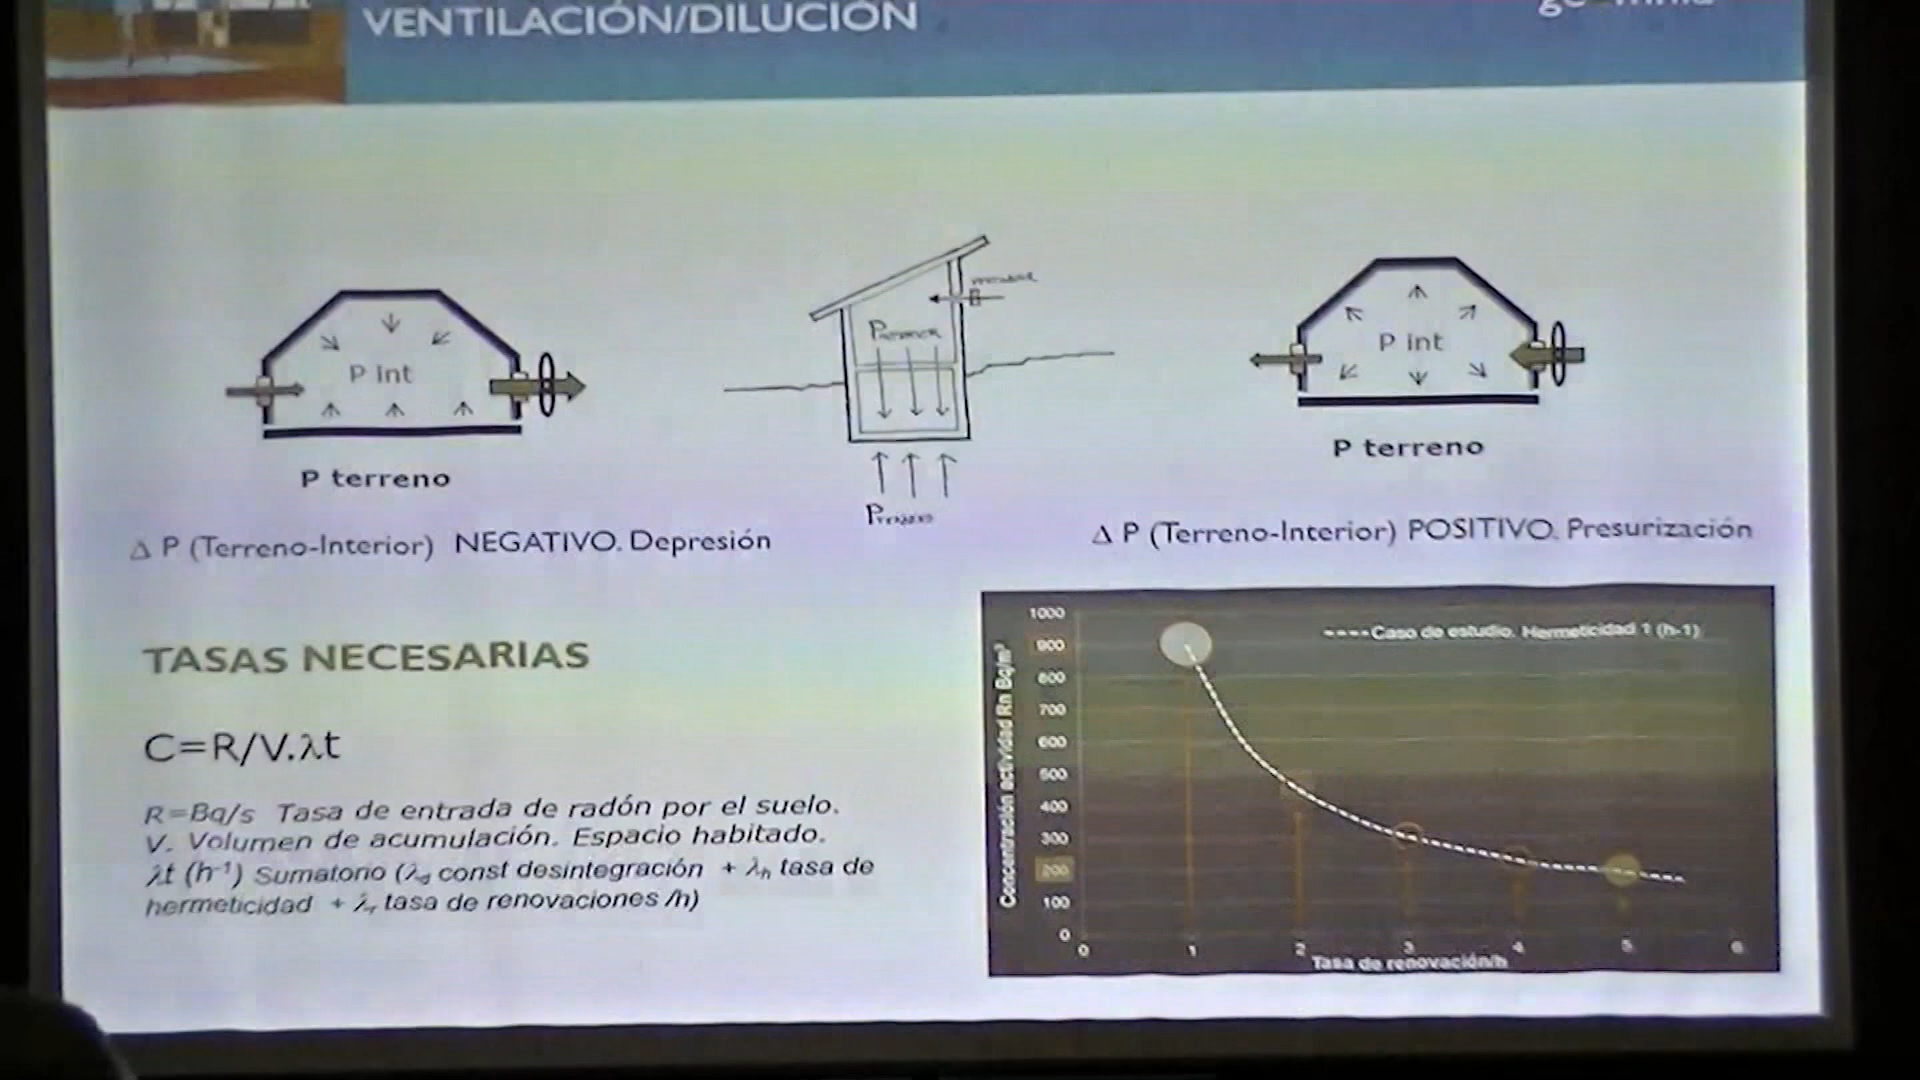 VENTILACIÓN/DILUCIÓN
P int
P terreno
Δ P (Terreno-Interior) NEGATIVO. Depresión
P int
P terreno
Δ P (Terreno-Interior) POSITIVO. Presurización
TASAS NECESARIAS
C=R/V.λt
R=Bq/s Tasa de entrada de radón por el suelo.
V. Volumen de acumulación. Espacio habitado.
λt (h⁻¹) Sumatorio (λd const desintegración + λh tasa de
hermeticidad + λr tasa de renovaciones /h)
Concentración actividad Rn Bq/m³
1000
900
800
700
600
500
400
300
200
100
0
Caso de estudio. Hermeticidad 1 (h-1)
0 1 2 3 4 5 6
Tasa de renovación/h